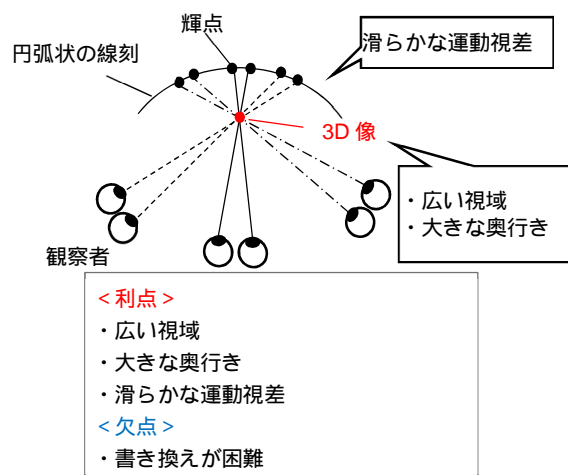 輝点
円弧状の線刻
滑らかな運動視差
3D 像
・広い視域
・大きな奥行き
観察者
<利点>
・広い視域
・大きな奥行き
・滑らかな運動視差
<欠点>
・書き換えが困難